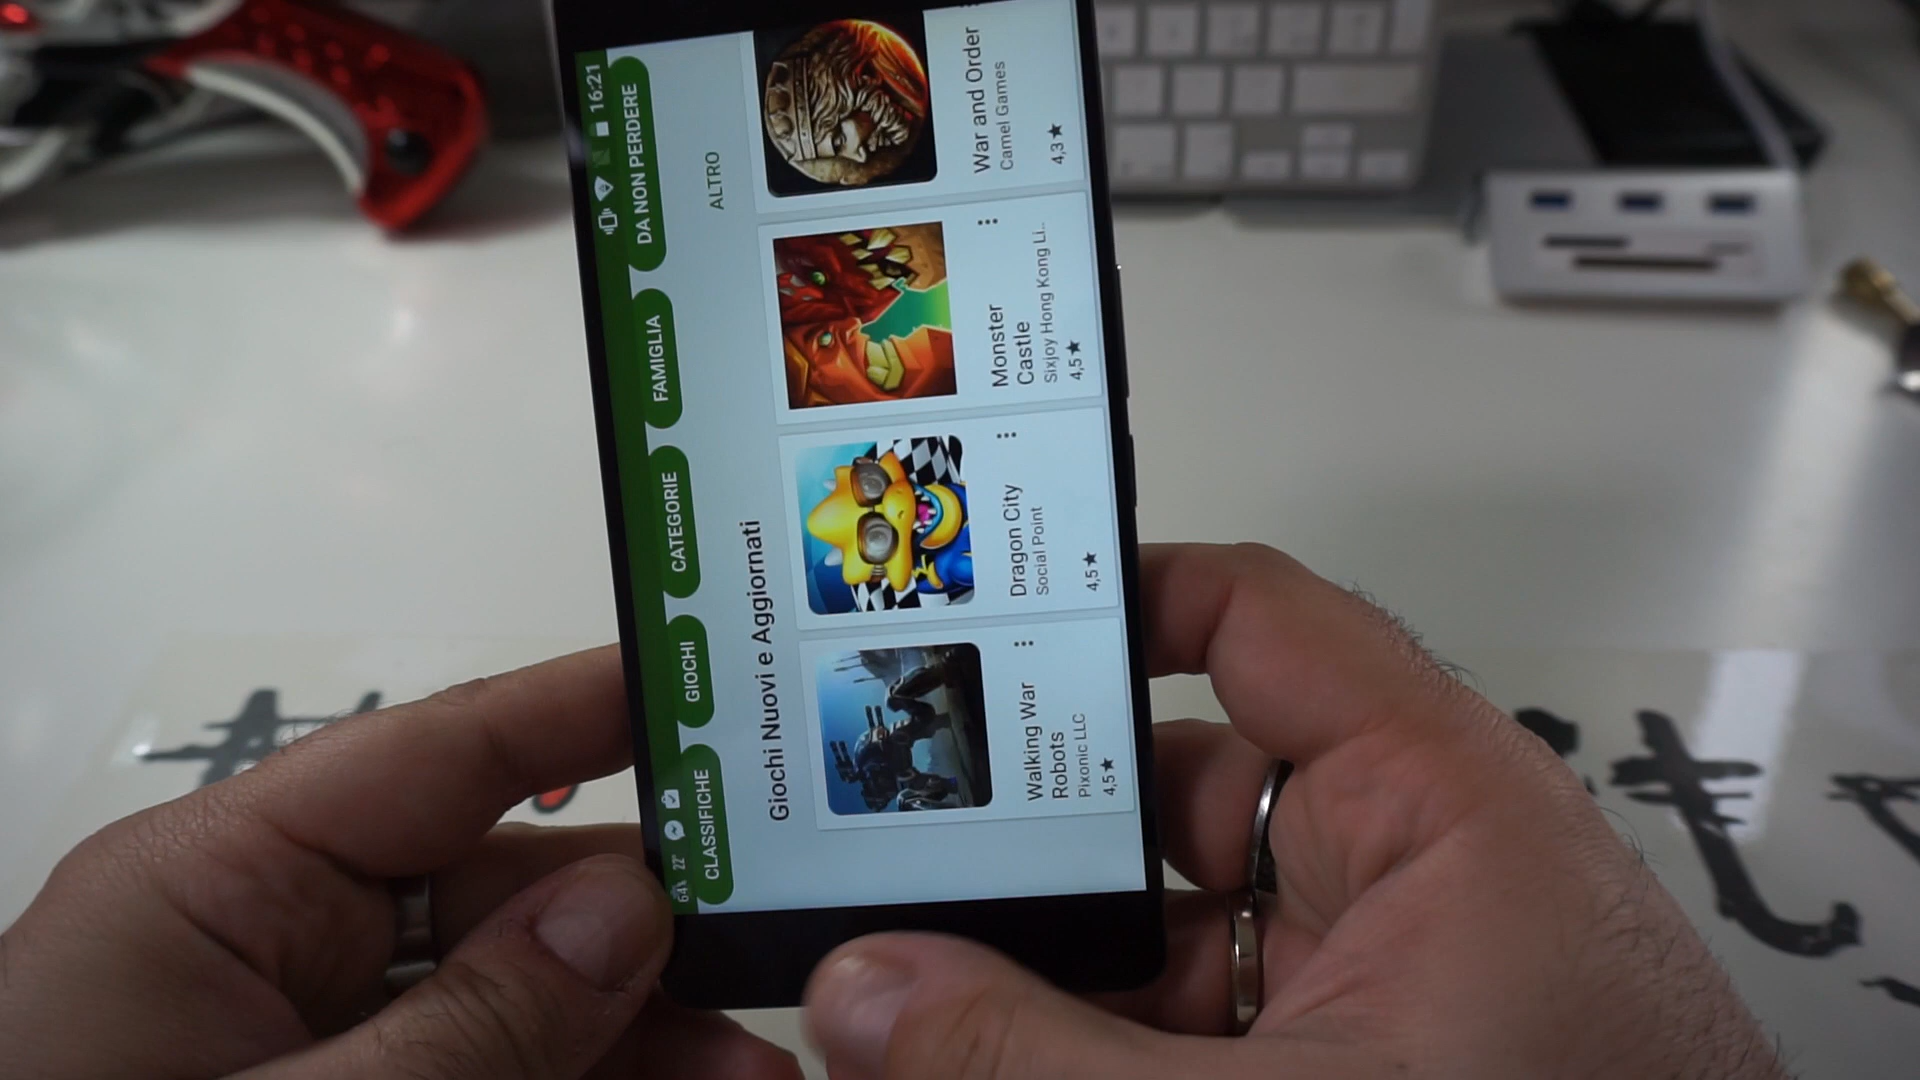 64% 22° 16:21
CLASSIFICHE GIOCHI CATEGORIE FAMIGLIA DA NON PERDERE
Giochi Nuovi e Aggiornati ALTRO
Walking War
Robots
Pixonic LLC
4,5★
Dragon City
Social Point
4,5★
Monster
Castle
Sixjoy Hong Kong Li..
4,5★
War and Order
Camel Games
4,3★